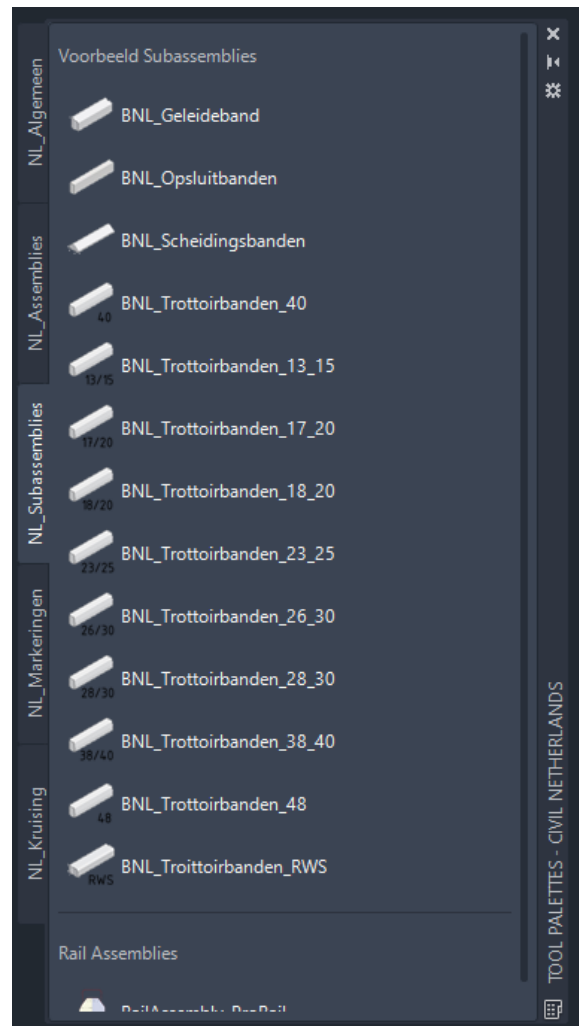 NL_Algemeen
NL_Assemblies
NL_Subassemblies
NL_Markeringen
NL_Kruising
Voorbeeld Subassemblies
BNL_Geleideband
BNL_Opsluitbanden
BNL_Scheidingsbanden
40 BNL_Trottoirbanden_40
13/15 BNL_Trottoirbanden_13_15
17/20 BNL_Trottoirbanden_17_20
18/20 BNL_Trottoirbanden_18_20
23/25 BNL_Trottoirbanden_23_25
26/30 BNL_Trottoirbanden_26_30
28/30 BNL_Trottoirbanden_28_30
38/40 BNL_Trottoirbanden_38_40
48 BNL_Trottoirbanden_48
RWS BNL_Troittoirbanden_RWS
Rail Assemblies
RailAssembly_ProRail
TOOL PALETTES - CIVIL NETHERLANDS